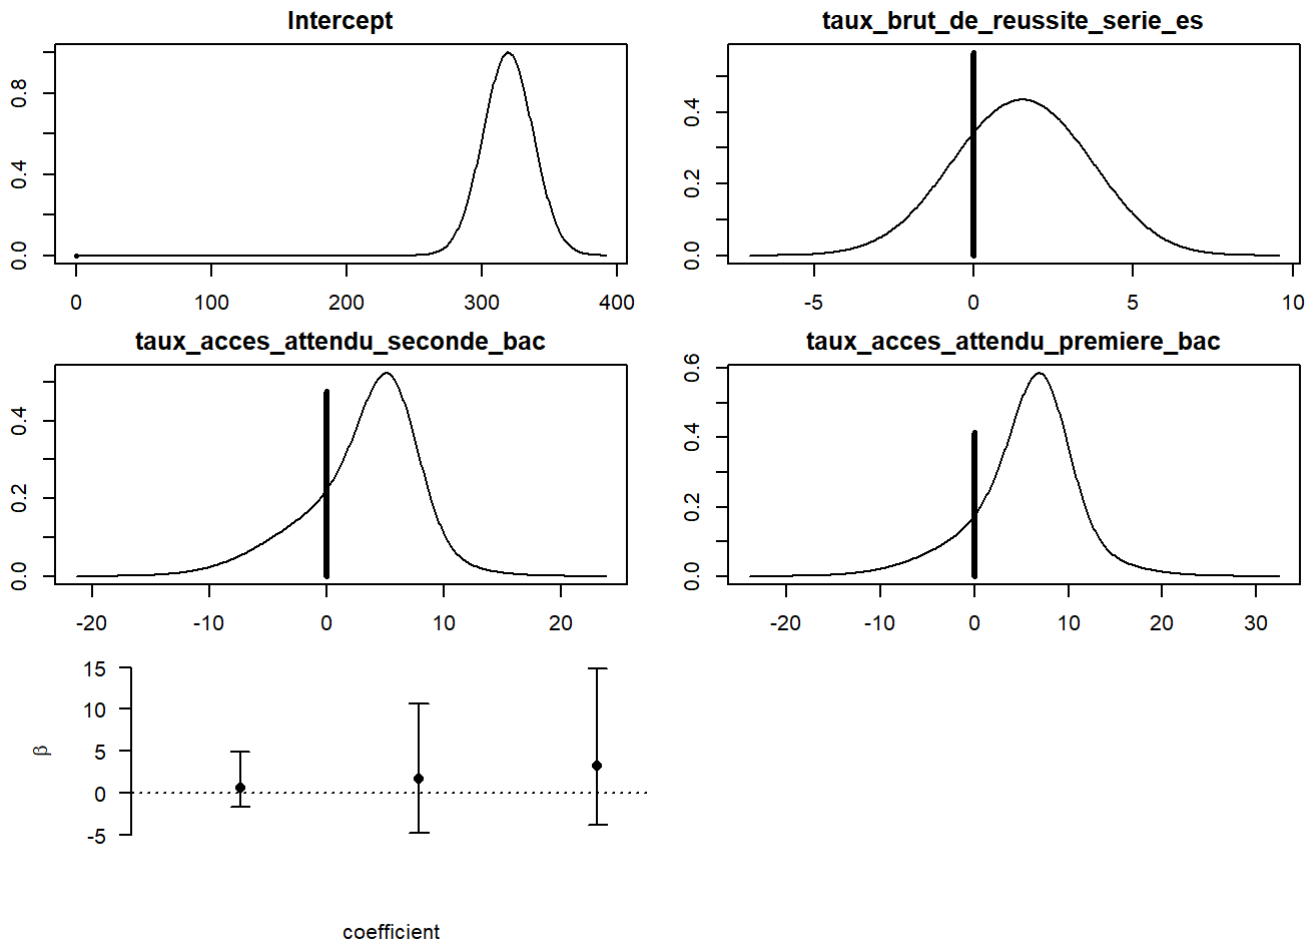 Intercept
0.0 0.4 0.8
0 100 200 300 400
taux_brut_de_reussite_serie_es
0.0 0.2 0.4
-5 0 5 10
taux_acces_attendu_seconde_bac
0.0 0.2 0.4
-20 -10 0 10 20
taux_acces_attendu_premiere_bac
0.0 0.2 0.4 0.6
-20 -10 0 10 20 30
β
15
10
5
0
-5
coefficient